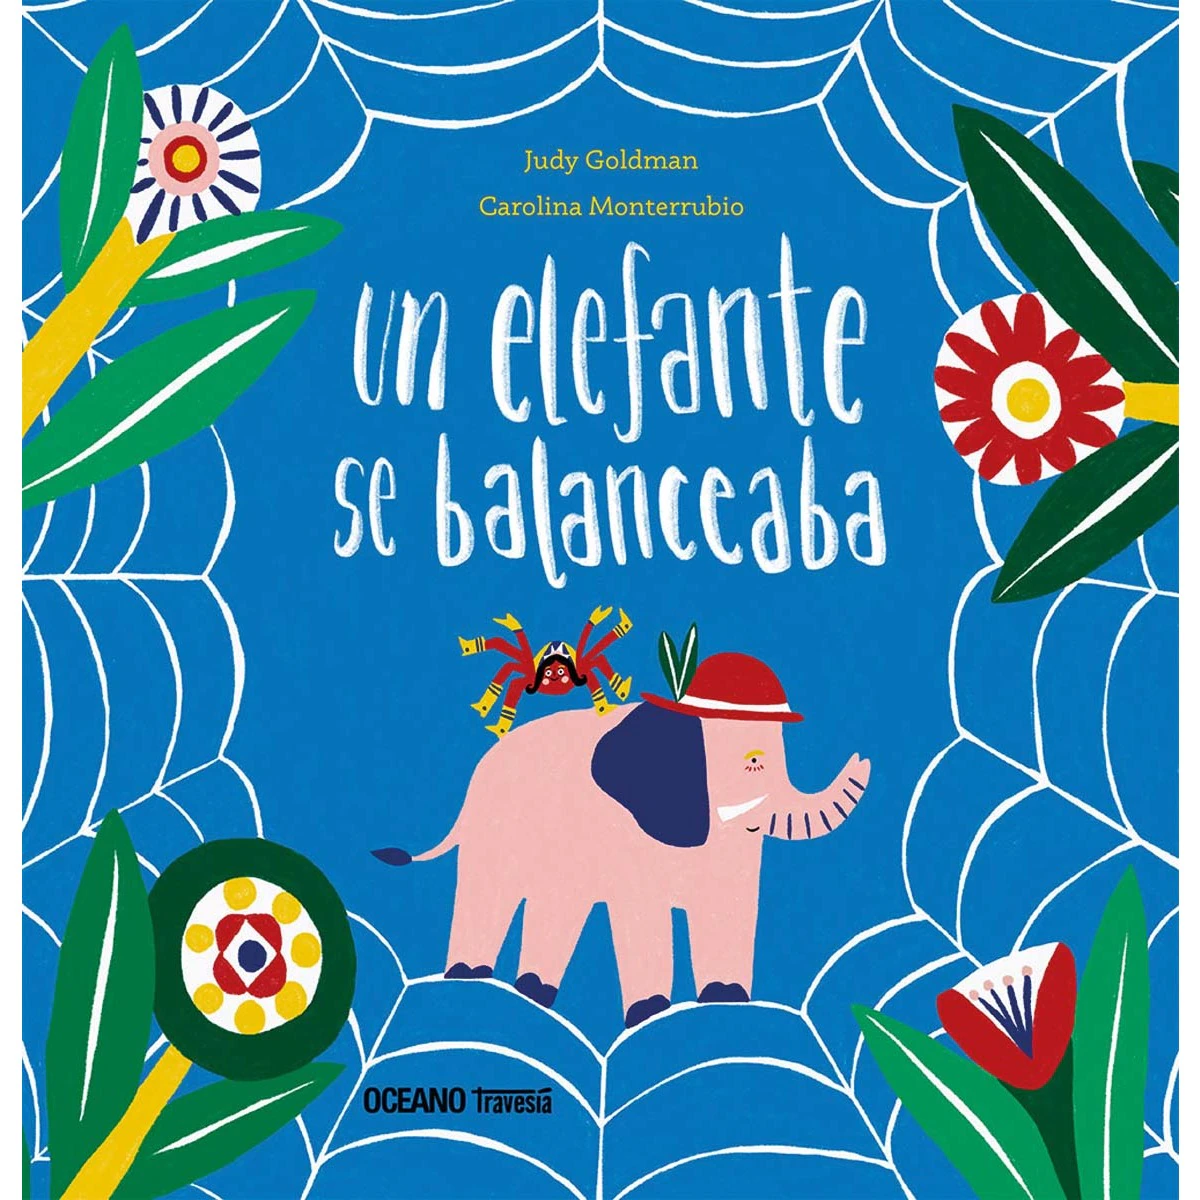 Judy Goldman
Carolina Monterrubio
un elefante
se balanceaba
OCEANO travesía